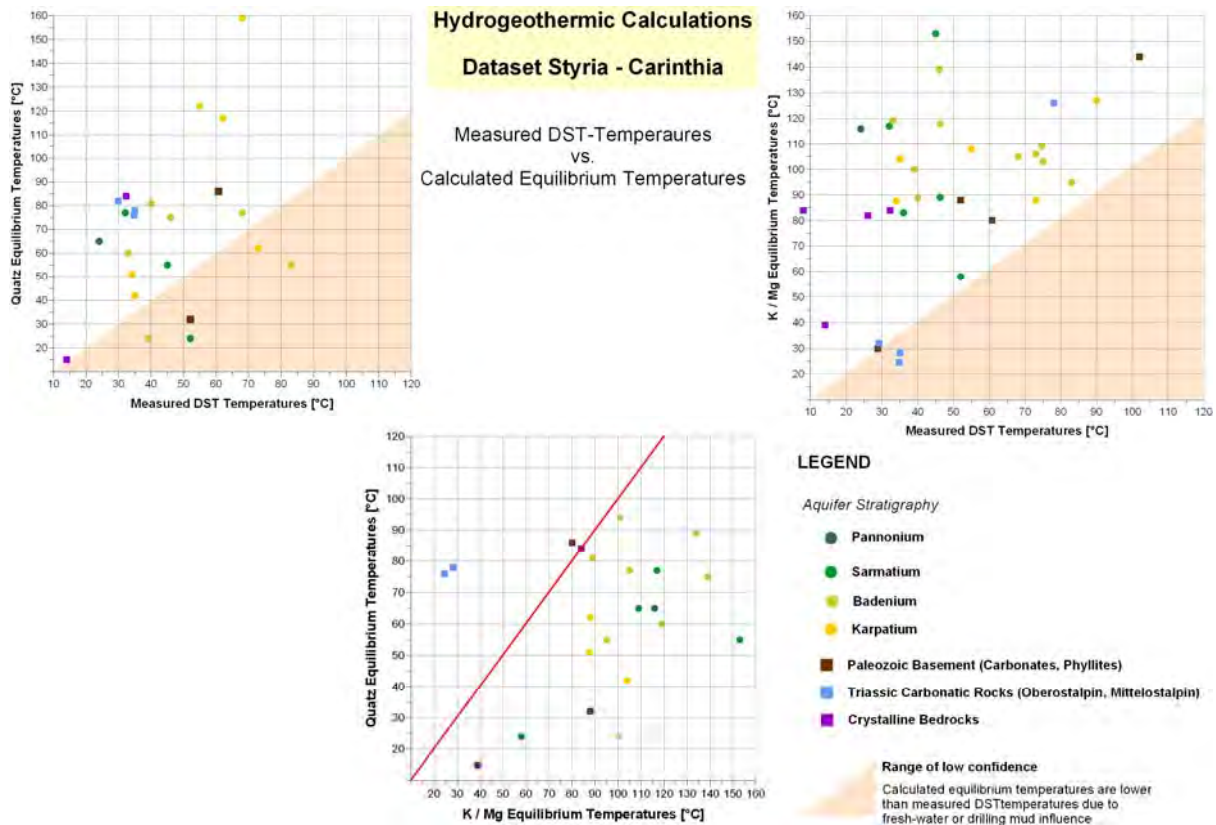 Hydrogeothermic Calculations
Dataset Styria - Carinthia
Measured DST-Temperaures
vs.
Calculated Equilibrium Temperatures
Quatz Equilibrium Temperatures [°C]
160
150
140
130
120
110
100
90
80
70
60
50
40
30
20
10 20 30 40 50 60 70 80 90 100 110 120
Measured DST Temperatures [°C]
K / Mg Equilibrium Temperatures [°C]
160
150
140
130
120
110
100
90
80
70
60
50
40
30
20
10 20 30 40 50 60 70 80 90 100 110 120
Measured DST Temperatures [°C]
Quatz Equilibrium Temperatures [°C]
120
110
100
90
80
70
60
50
40
30
20
20 30 40 50 60 70 80 90 100 110 120 130 140 150 160
K / Mg Equilibrium Temperatures [°C]
LEGEND
Aquifer Stratigraphy
Pannonium
Sarmatium
Badenium
Karpatium
Paleozoic Basement (Carbonates, Phyllites)
Triassic Carbonatic Rocks (Oberostalpin, Mittelostalpin)
Crystalline Bedrocks
Range of low confidence
Calculated equilibrium temperatures are lower
than measured DSTtemperatures due to
fresh-water or drilling mud influence